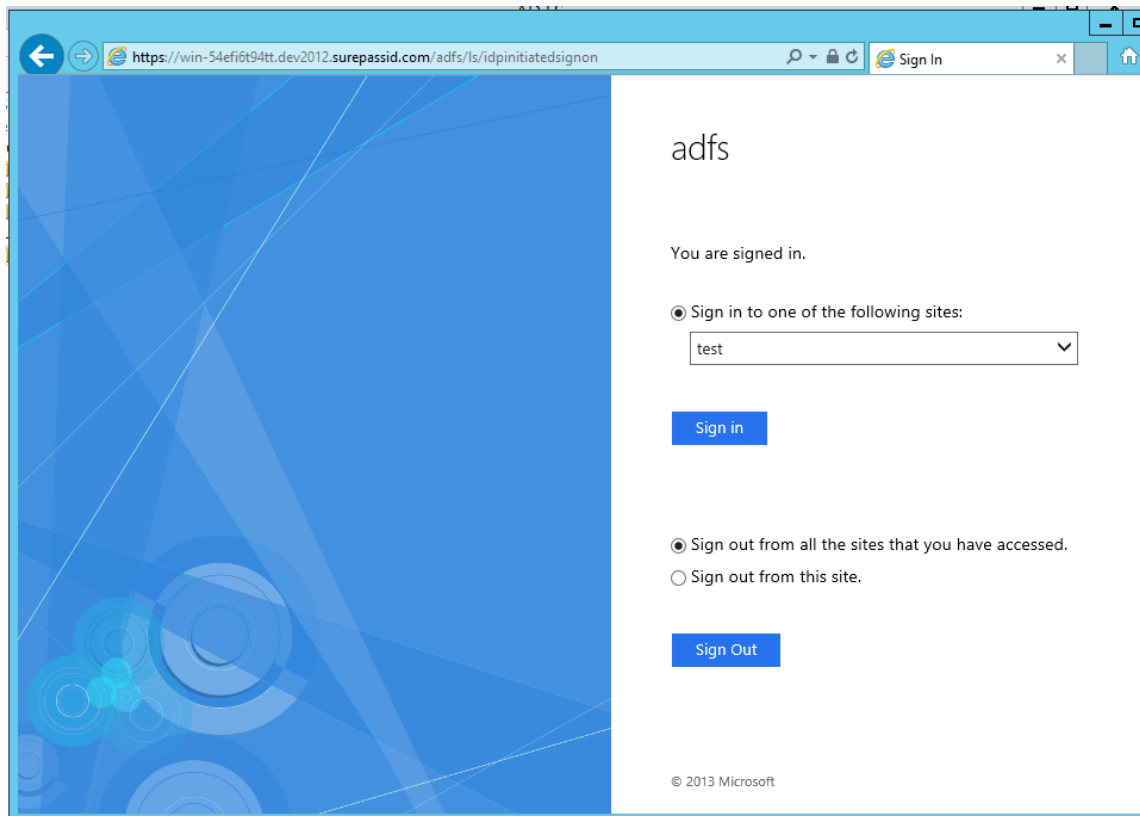 https://win-54efi6t94tt.dev2012.surepassid.com/adfs/ls/idpinitiatedsignon
Sign In
adfs
You are signed in.
Sign in to one of the following sites:
test
Sign in
Sign out from all the sites that you have accessed.
Sign out from this site.
Sign Out
© 2013 Microsoft